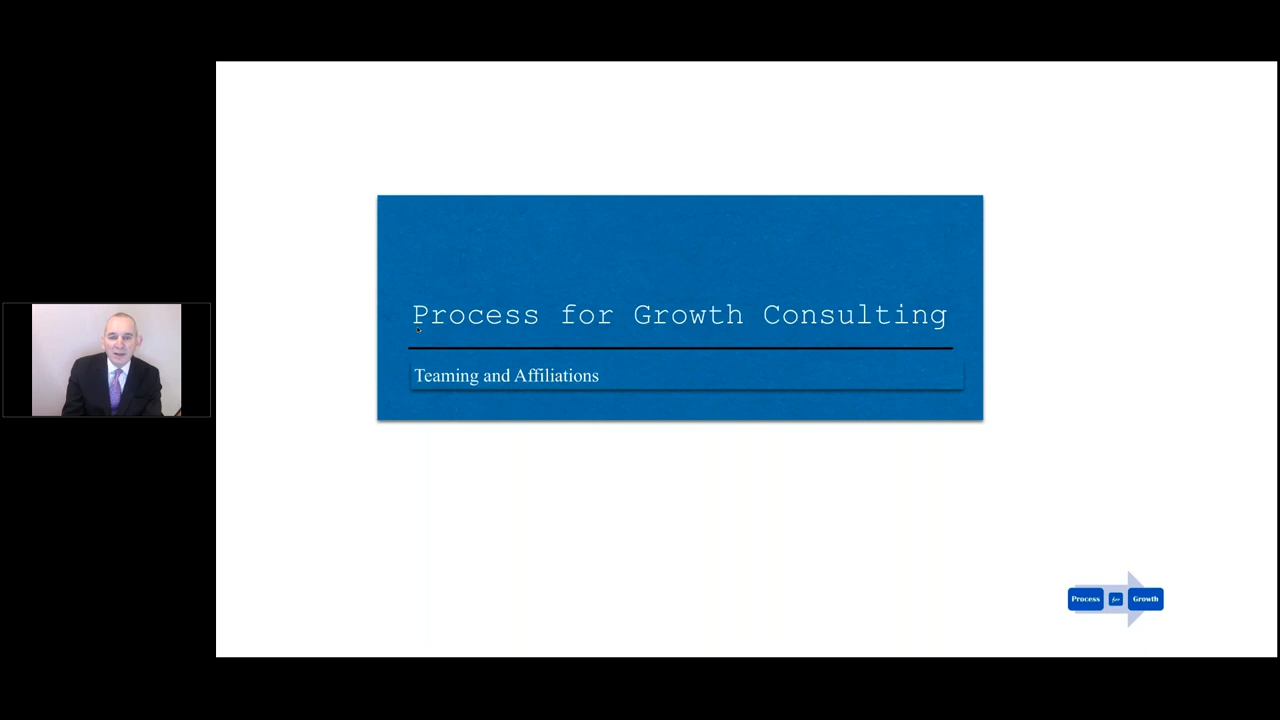 Process for Growth Consulting
Teaming and Affiliations
Process for Growth